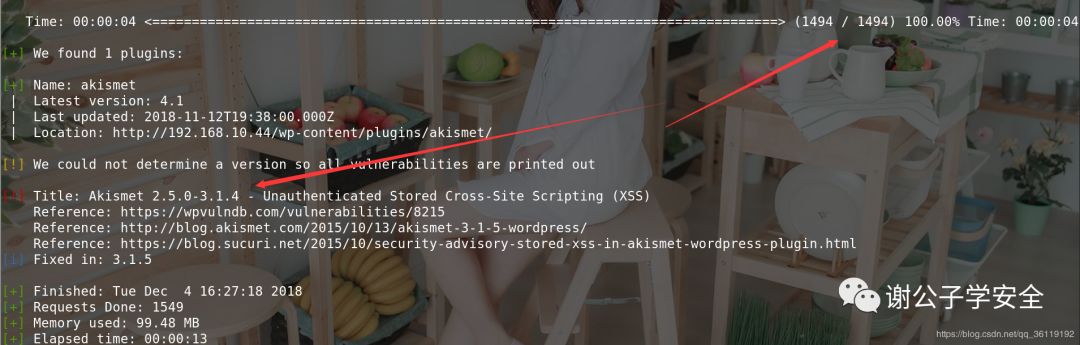 Time: 00:00:04 <===============================================================================> (1494 / 1494) 100.00% Time: 00:00:04
[+] We found 1 plugins:
[+] Name: akismet
|  Latest version: 4.1
|  Last updated: 2018-11-12T19:38:00.000Z
|  Location: http://192.168.10.44/wp-content/plugins/akismet/
[!] We could not determine a version so all vulnerabilities are printed out
[!] Title: Akismet 2.5.0-3.1.4 - Unauthenticated Stored Cross-Site Scripting (XSS)
Reference: https://wpvulndb.com/vulnerabilities/8215
Reference: http://blog.akismet.com/2015/10/13/akismet-3-1-5-wordpress/
Reference: https://blog.sucuri.net/2015/10/security-advisory-stored-xss-in-akismet-wordpress-plugin.html
[i] Fixed in: 3.1.5
[+] Finished: Tue Dec  4 16:27:18 2018
[+] Requests Done: 1549
[+] Memory used: 99.48 MB
[+] Elapsed time: 00:00:13
谢公子学安全
https://blog.csdn.net/qq_36119192